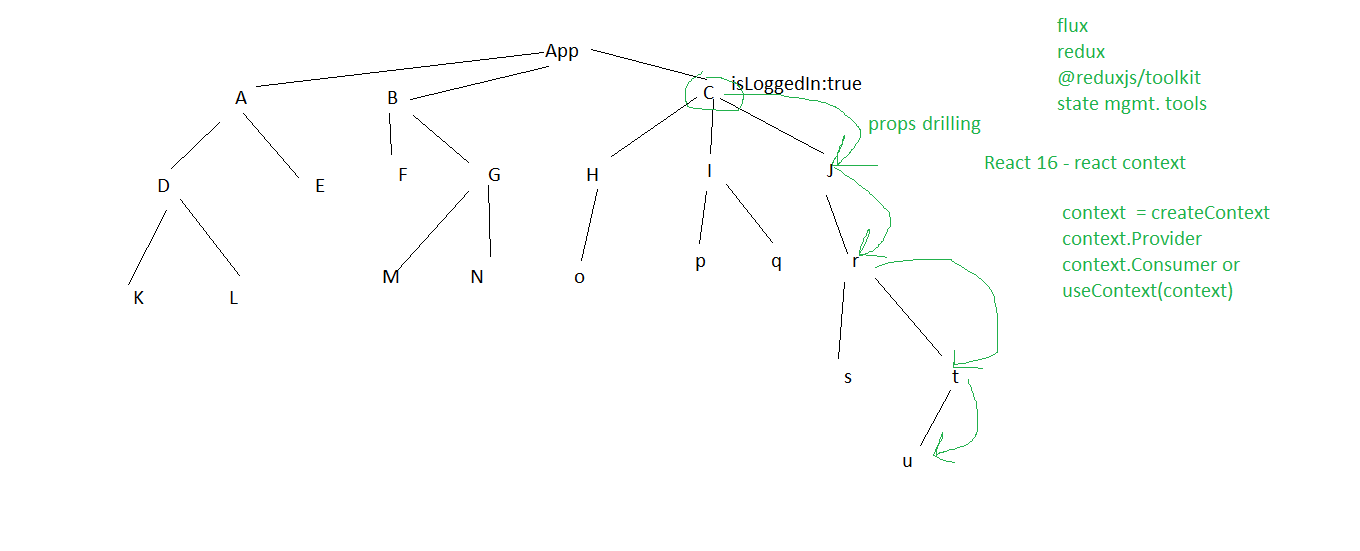 flux
App
redux
@reduxjs/toolkit
isLoggedIn:true
A
B
C
state mgmt. tools
props drilling
React 16 - react context
D
E
F
G
H
I
J
context  = createContext
context.Provider
context.Consumer or
useContext(context)
K
L
M
N
o
p
q
r
s
t
u